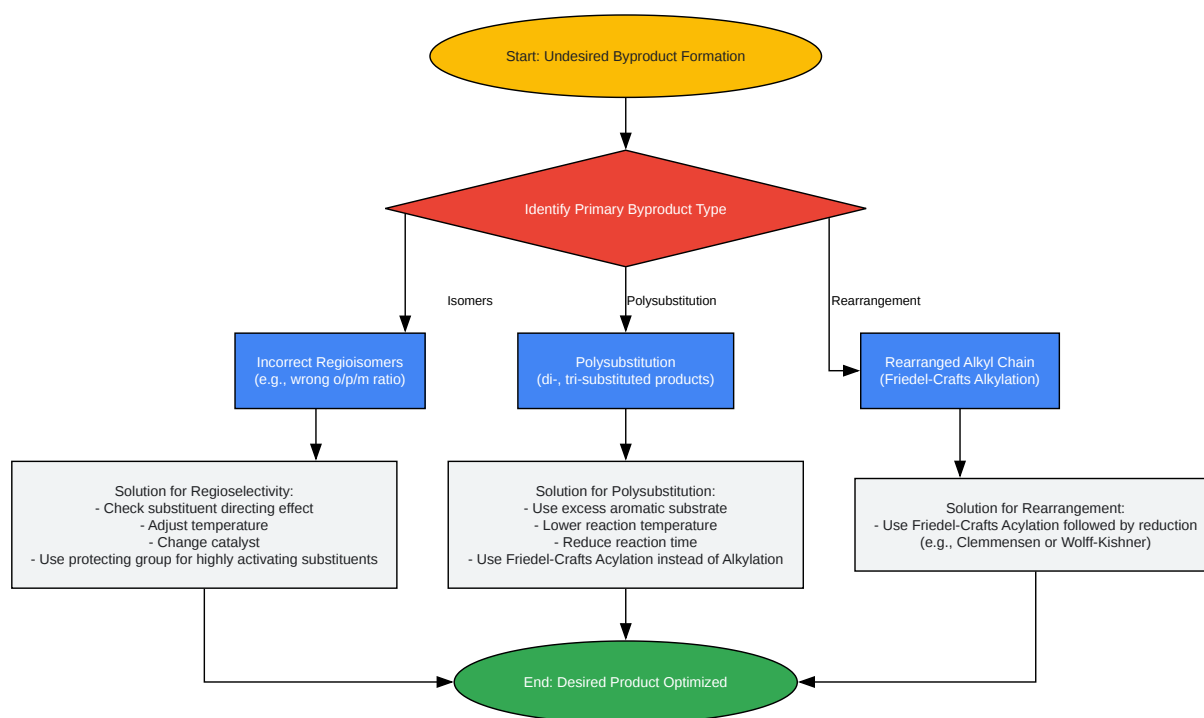 Start: Undesired Byproduct Formation
Identify Primary Byproduct Type
Isomers
Polysubstitution
Rearrangement
Incorrect Regioisomers
(e.g., wrong o/p/m ratio)
Polysubstitution
(di-, tri-substituted products)
Rearranged Alkyl Chain
(Friedel-Crafts Alkylation)
Solution for Regioselectivity:
- Check substituent directing effect
- Adjust temperature
- Change catalyst
- Use protecting group for highly activating substituents
Solution for Polysubstitution:
- Use excess aromatic substrate
- Lower reaction temperature
- Reduce reaction time
- Use Friedel-Crafts Acylation instead of Alkylation
Solution for Rearrangement:
- Use Friedel-Crafts Acylation followed by reduction
(e.g., Clemmensen or Wolff-Kishner)
End: Desired Product Optimized